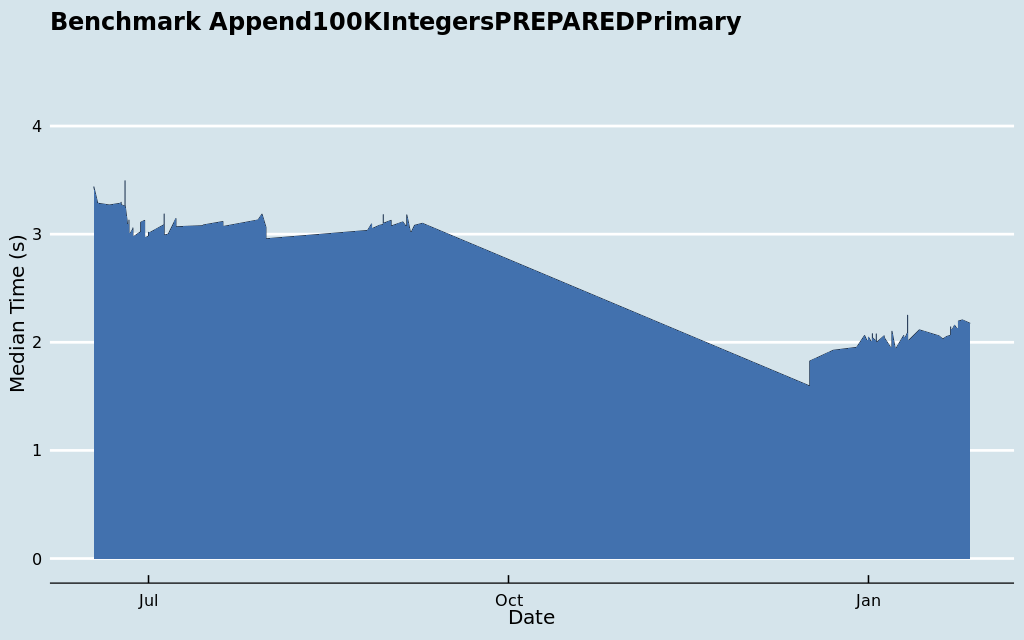 Benchmark Append100KIntegersPREPAREDPrimary
4
3
2
1
0
Median Time (s)
Jul
Oct
Jan
Date